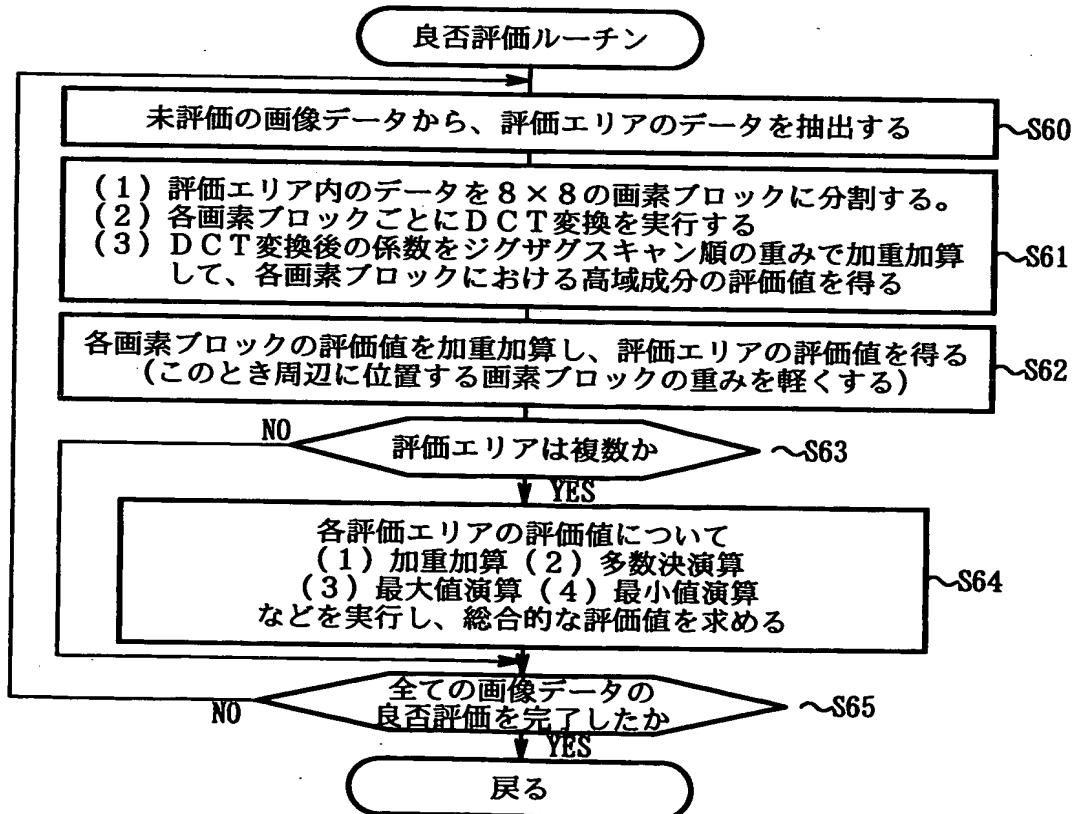 良否評価ルーチン
未評価の画像データから、評価エリアのデータを抽出する
S60
(1)評価エリア内のデータを8×8の画素ブロックに分割する。
(2)各画素ブロックごとにDCT変換を実行する
(3)DCT変換後の係数をジグザグスキャン順の重みで加重加算
して、各画素ブロックにおける高域成分の評価値を得る
S61
各画素ブロックの評価値を加重加算し、評価エリアの評価値を得る
(このとき周辺に位置する画素ブロックの重みを軽くする)
S62
NO
評価エリアは複数か
S63
YES
各評価エリアの評価値について
(1)加重加算(2)多数決演算
(3)最大値演算(4)最小値演算
などを実行し、総合的な評価値を求める
S64
全ての画像データの
良否評価を完了したか
S65
NO
YES
戻る